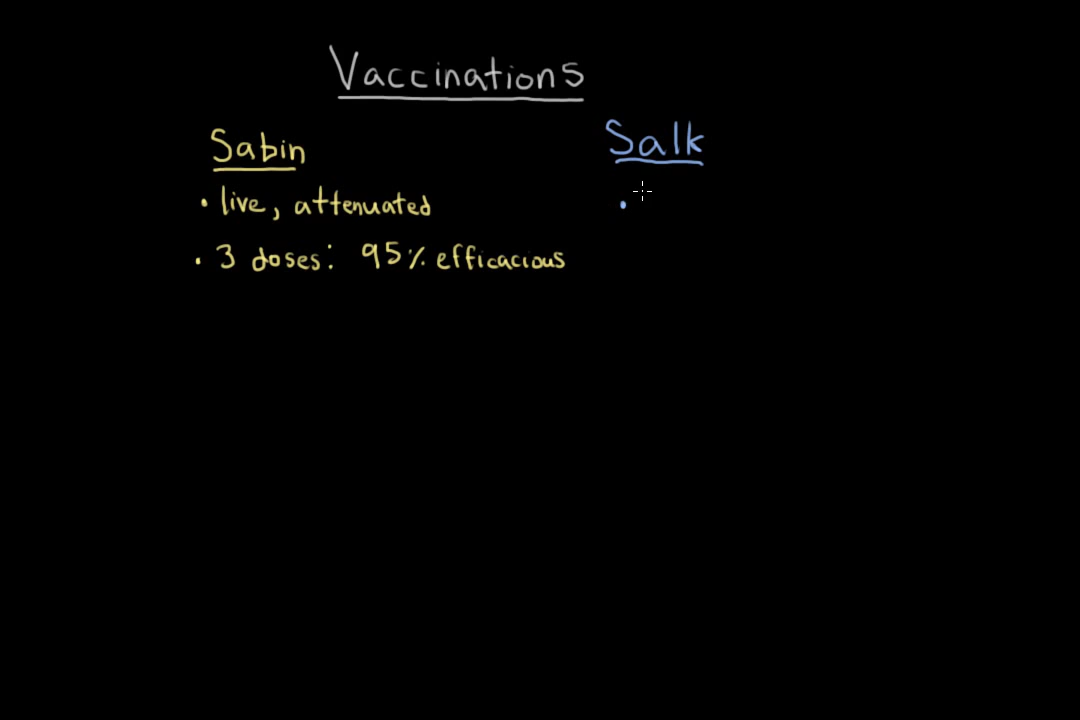 Vaccinations
Sabin
• live, attenuated
• 3 doses: 95% efficacious
Salk
•